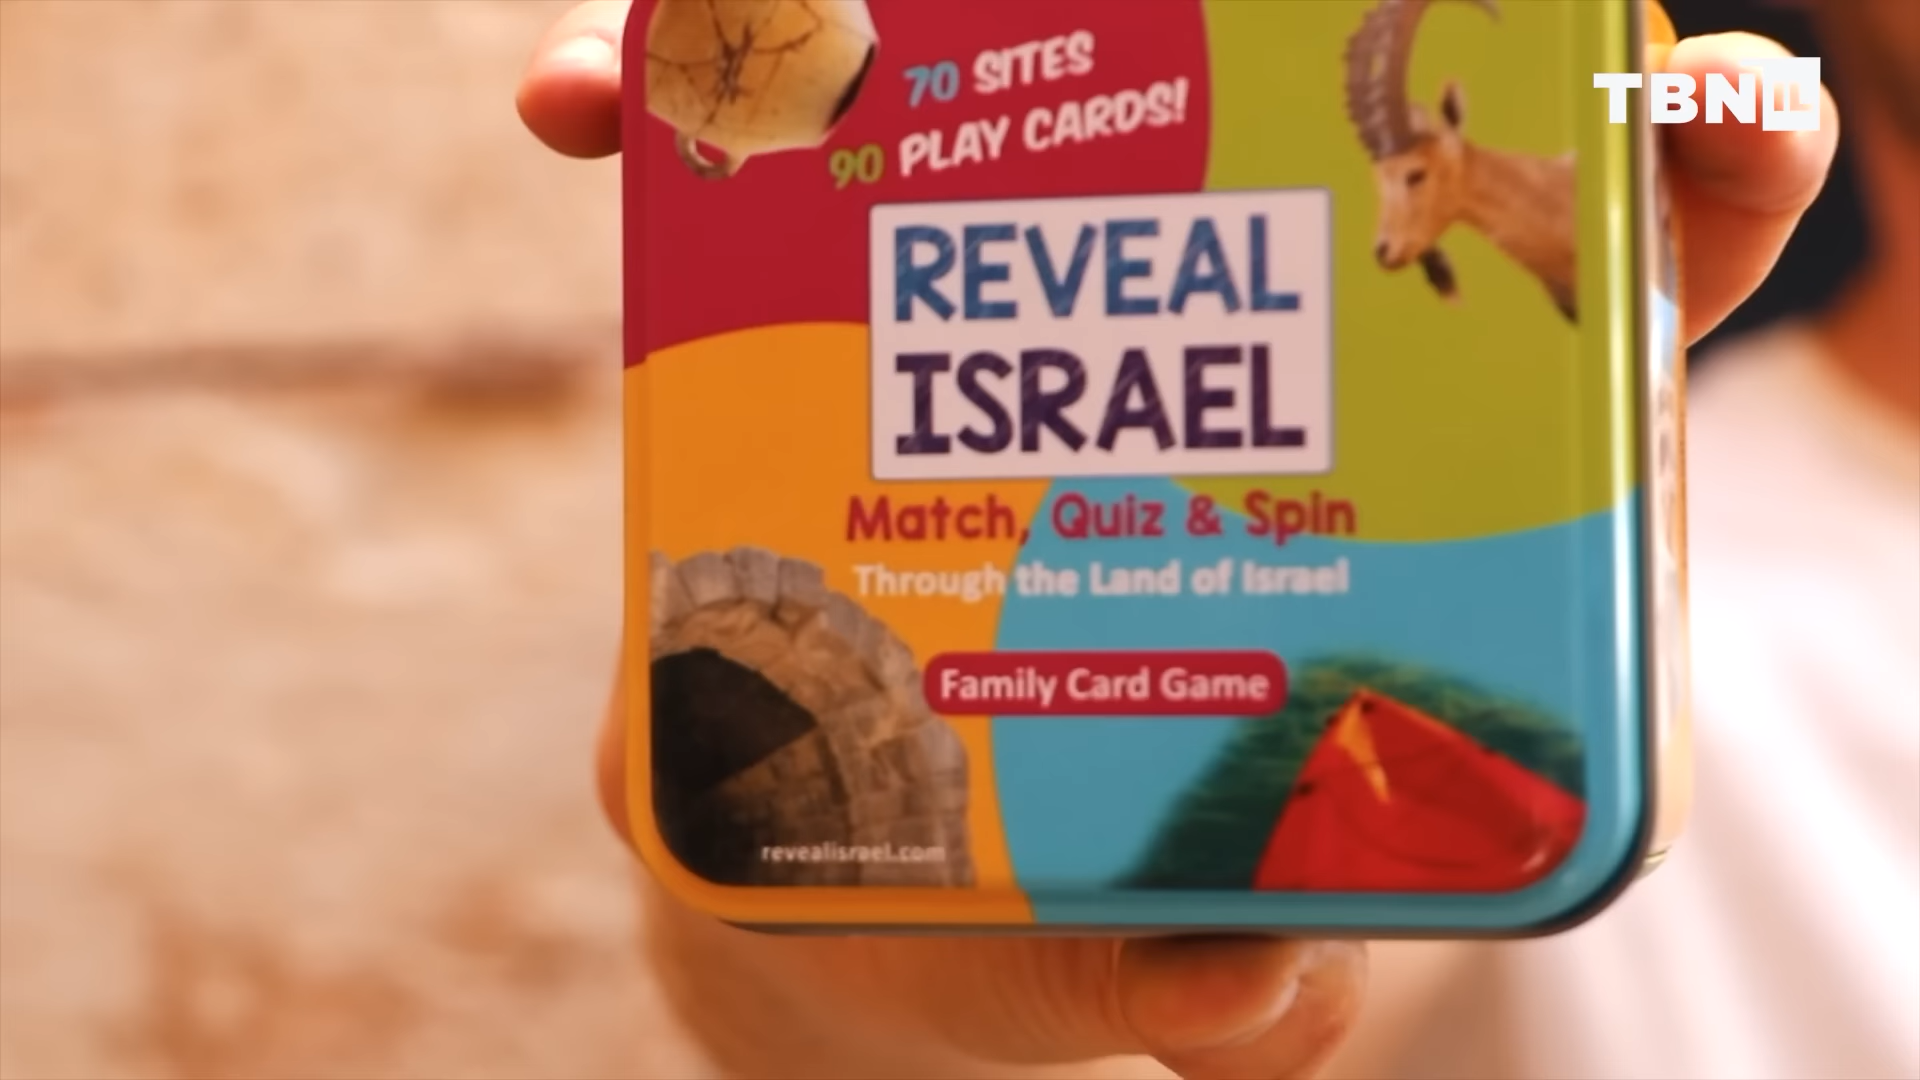 70 SITES
90 PLAY CARDS!
REVEAL
ISRAEL
Match, Quiz & Spin
Through the Land of Israel
Family Card Game
revealisrael.com
TBN IL